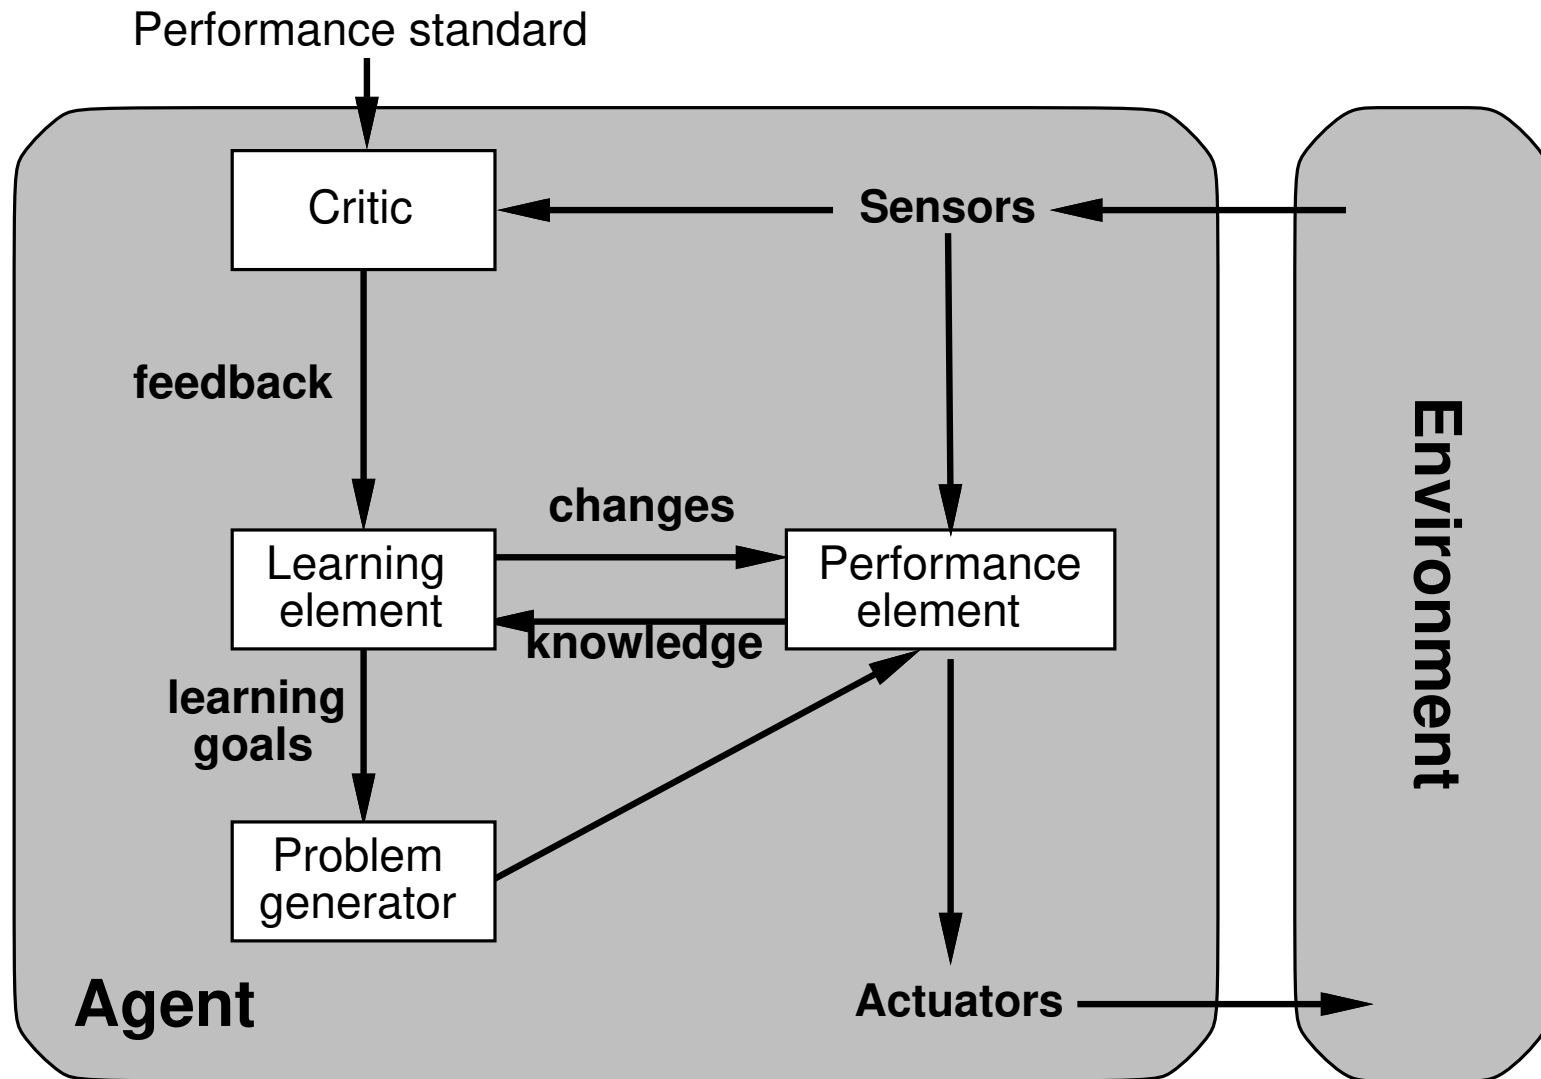 Performance standard
Critic
Sensors
feedback
changes
Learning
element
Performance
element
knowledge
learning
goals
Problem
generator
Agent
Actuators
Environment